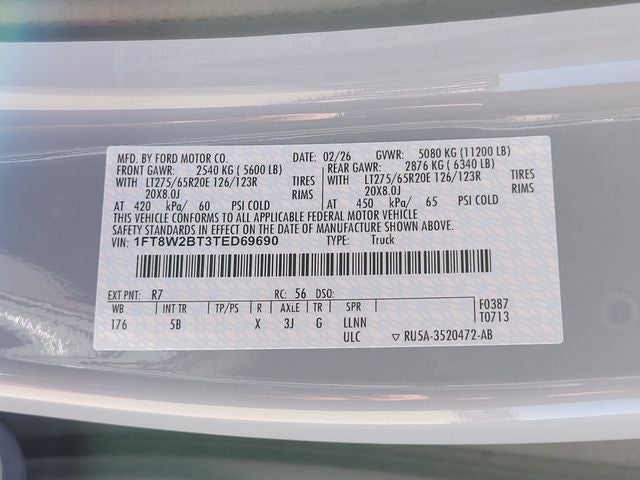 MFD. BY FORD MOTOR CO. DATE: 02/26 GVWR: 5080 KG (11200 LB)
FRONT GAWR: 2540 KG ( 5600 LB) REAR GAWR: 2876 KG ( 6340 LB)
WITH LT275/65R20E 126/123R TIRES WITH LT275/65R20E 126/123R TIRES
20X8.0J RIMS 20X8.0J RIMS
AT 420 kPa/ 60 PSI COLD AT 450 kPa/ 65 PSI COLD
THIS VEHICLE CONFORMS TO ALL APPLICABLE FEDERAL MOTOR VEHICLE
SAFETY STANDARDS IN EFFECT ON THE DATE OF MANUFACTURE SHOWN ABOVE.
VIN: 1FT8W2BT3TED69690 TYPE: Truck
EXT PNT: R7 RC: 56 DSO: F0387
WB INT TR TP/PS R AXLE TR SPR T0713
176 5B X 3J G LLNN
ULC ▽ RU5A-3520472-AB